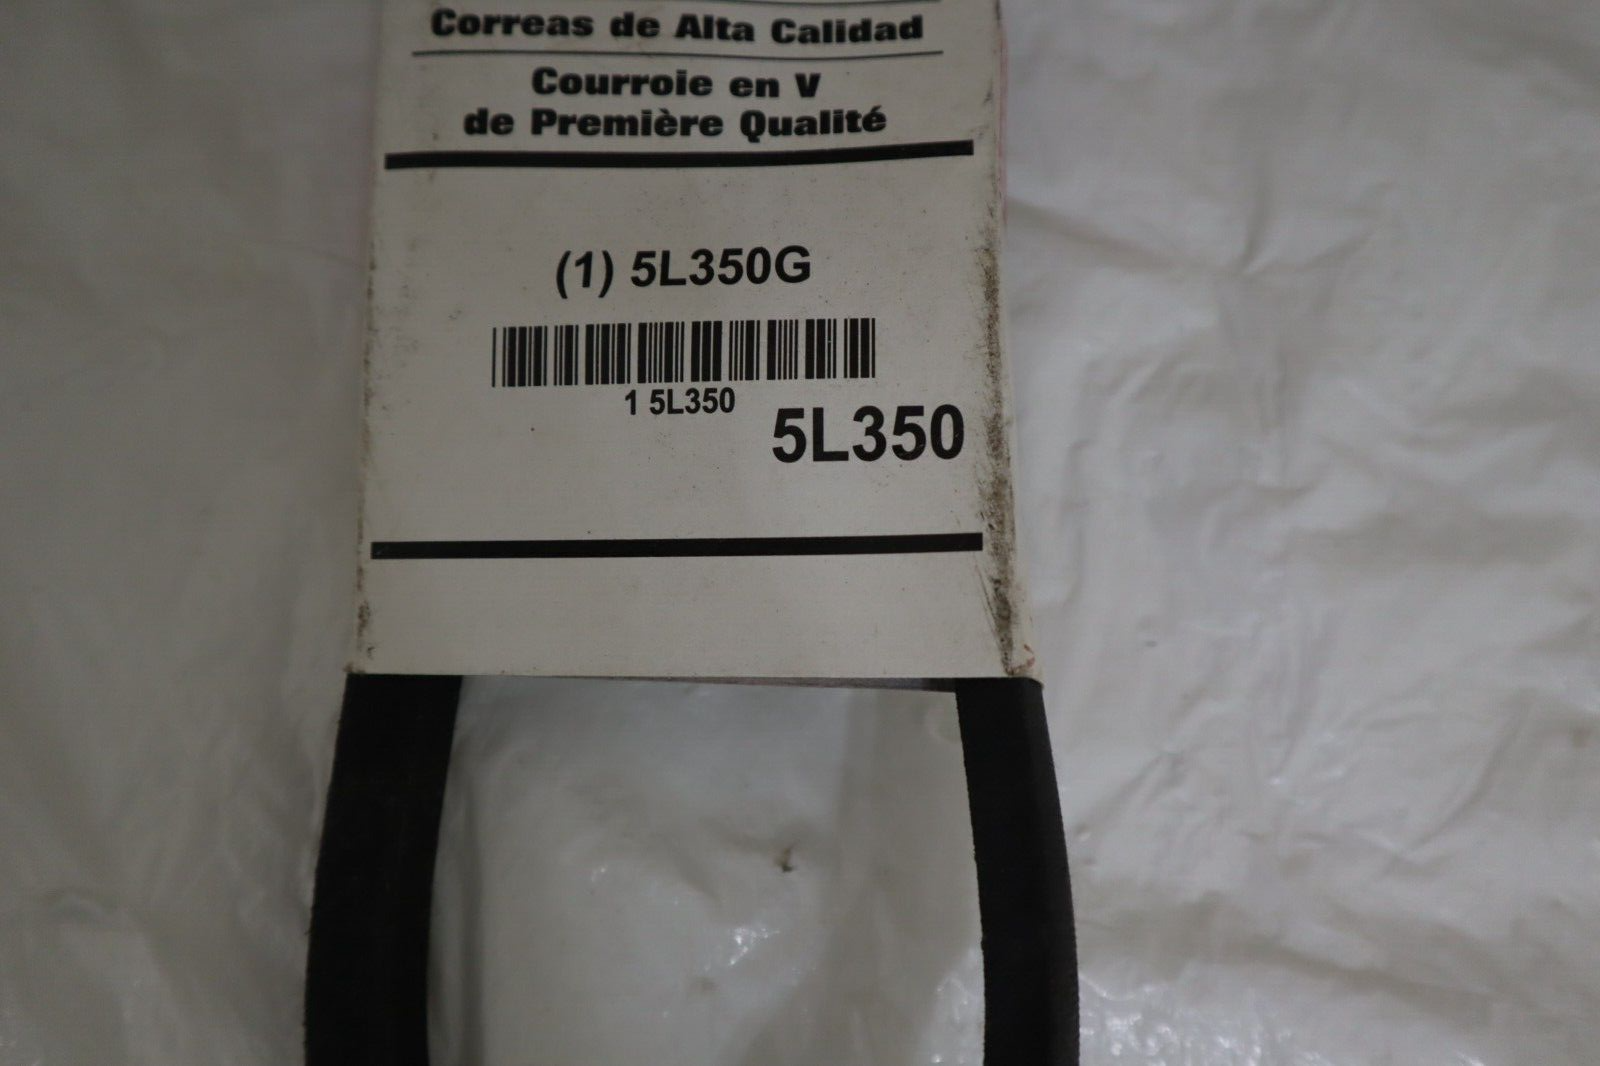 Correas de Alta Calidad
Courroie en V
de Première Qualité
(1) 5L350G
1 5L350
5L350